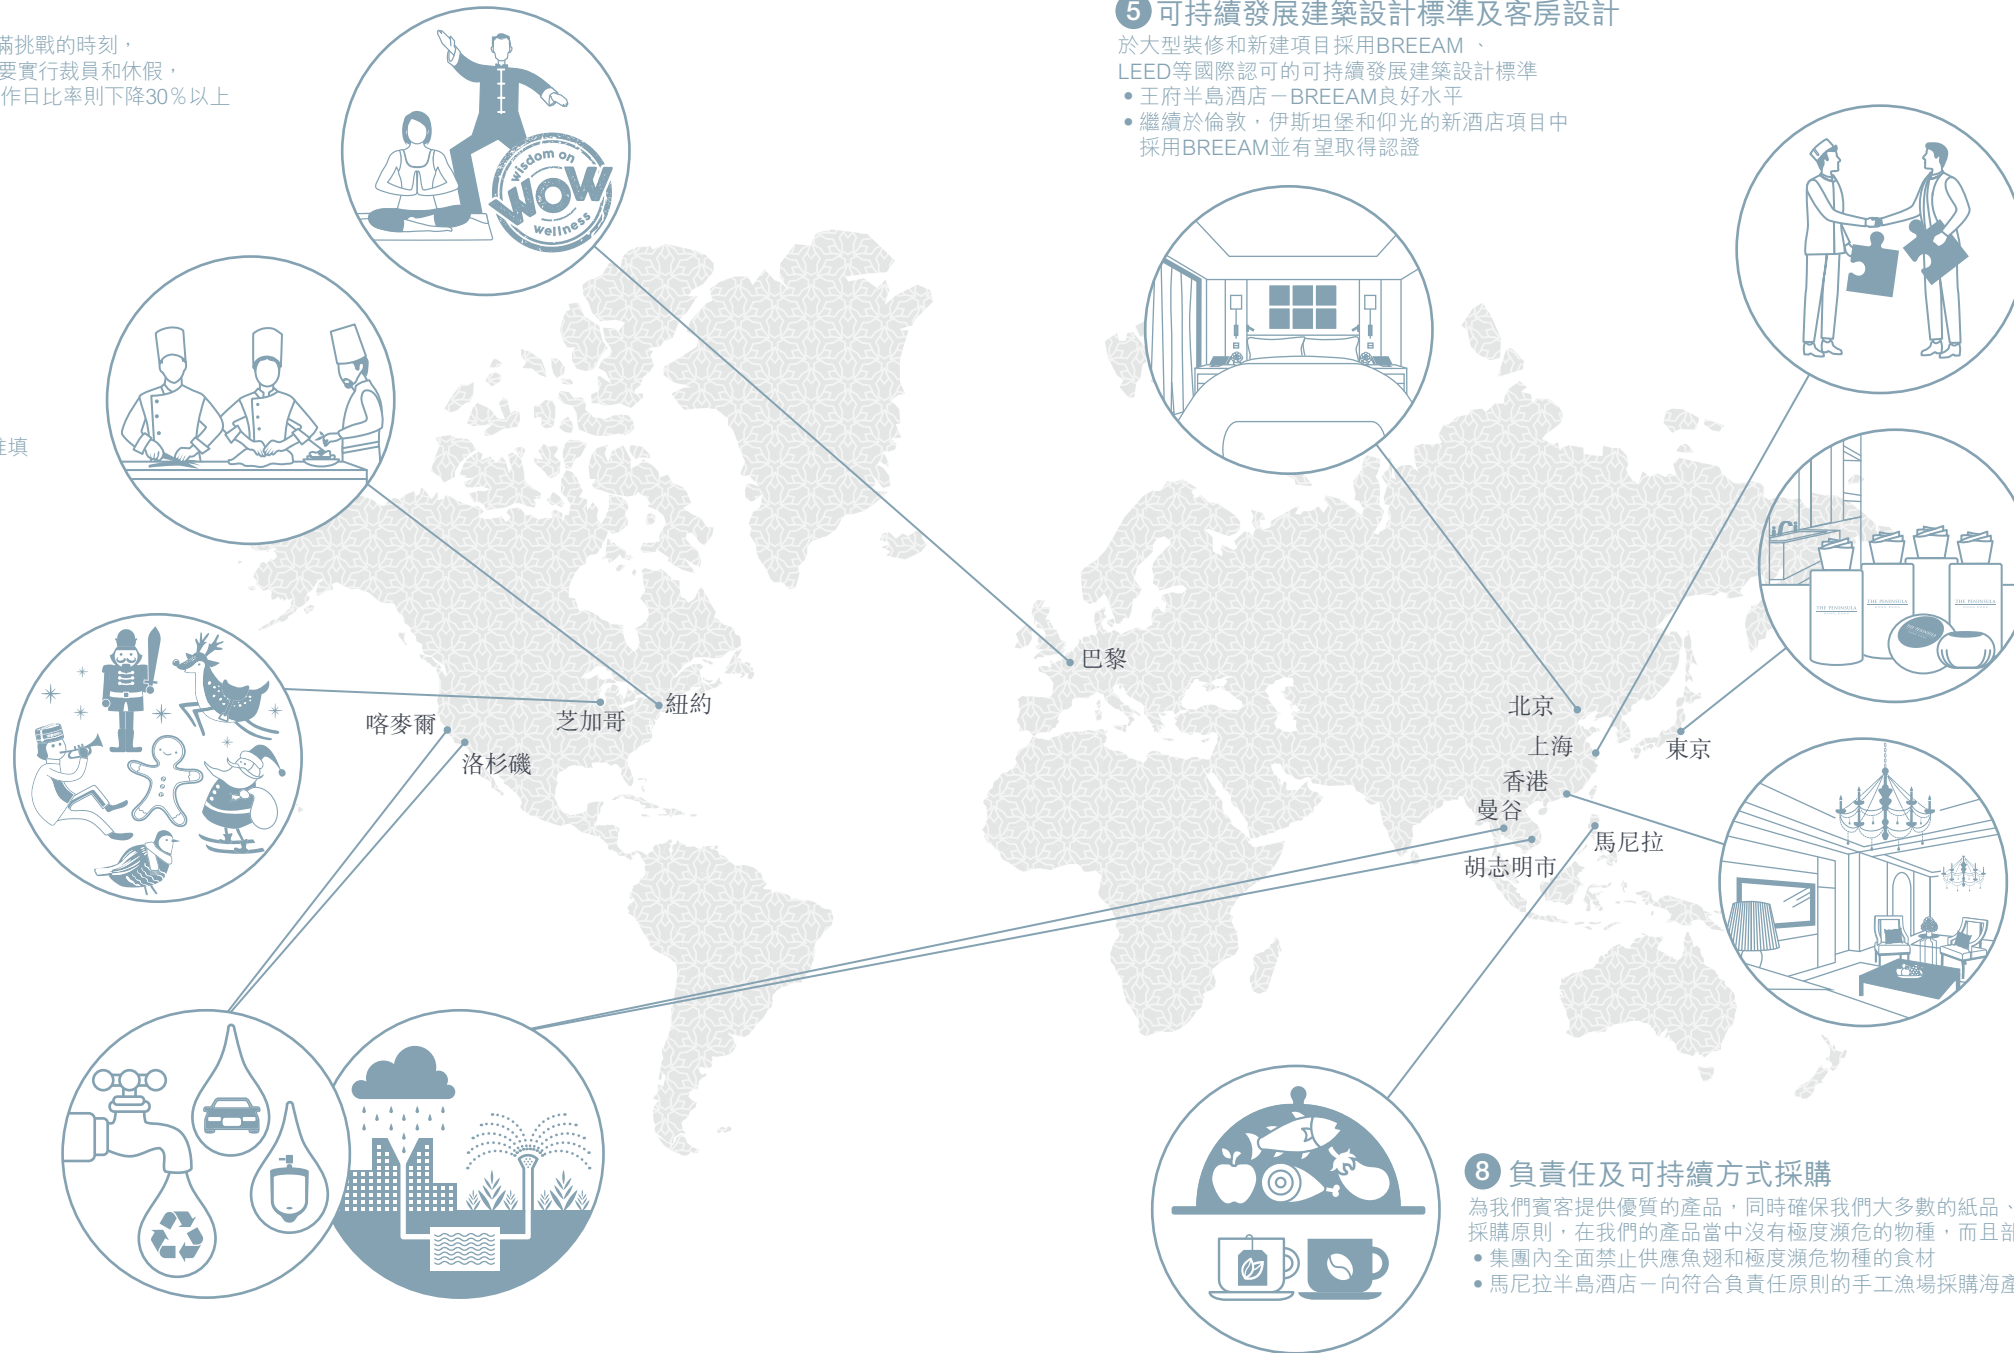 滿挑戰的時刻，
要實行裁員和休假，
作日比率則下降30%以上
5 可持續發展建築設計標準及客房設計
於大型裝修和新建項目採用BREEAM、
LEED等國際認可的可持續發展建築設計標準
• 王府半島酒店－BREEAM良好水平
• 繼續於倫敦，伊斯坦堡和仰光的新酒店項目中
採用BREEAM並有望取得認證
wisdom on
WOW
wellness
填
THE PENINSULA
THE PENINSULA
THE PENINSULA
巴黎
紐約
芝加哥
喀麥爾
洛杉磯
北京
上海
東京
香港
曼谷
馬尼拉
胡志明市
8 負責任及可持續方式採購
為我們賓客提供優質的產品，同時確保我們大多數的紙品、
採購原則，在我們的產品當中沒有極度瀕危的物種，而且部
• 集團內全面禁止供應魚翅和極度瀕危物種的食材
• 馬尼拉半島酒店－向符合負責任原則的手工漁場採購海產